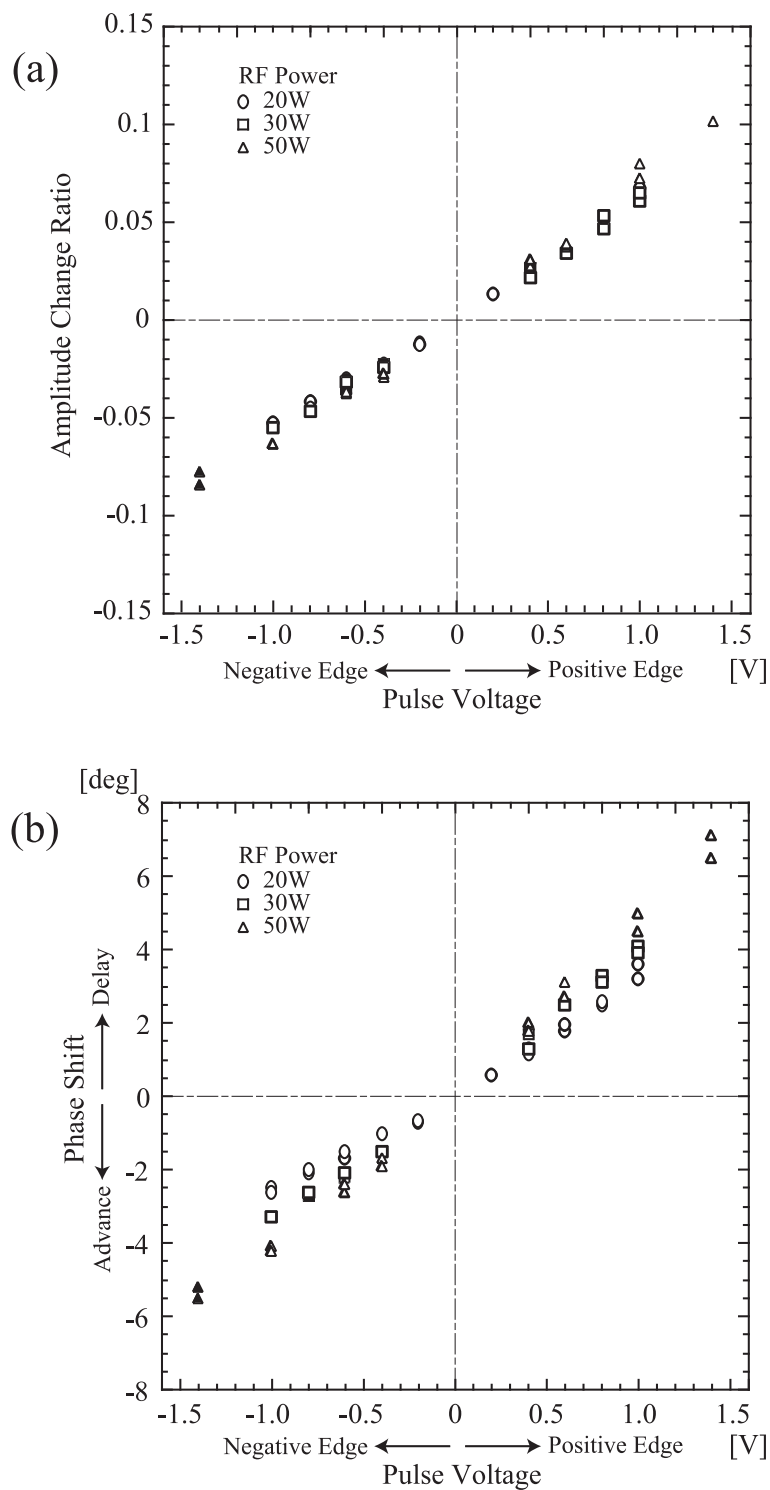 (a)
0.15
0.1
0.05
0
-0.05
-0.1
-0.15
Amplitude Change Ratio
RF Power
20W
30W
50W
-1.5 -1.0 -0.5 0 0.5 1.0 1.5
Negative Edge Positive Edge [V]
Pulse Voltage
[deg]
(b)
8
6
4
2
0
-2
-4
-6
-8
Phase Shift
Delay
Advance
RF Power
20W
30W
50W
-1.5 -1.0 -0.5 0 0.5 1.0 1.5
Negative Edge Positive Edge [V]
Pulse Voltage